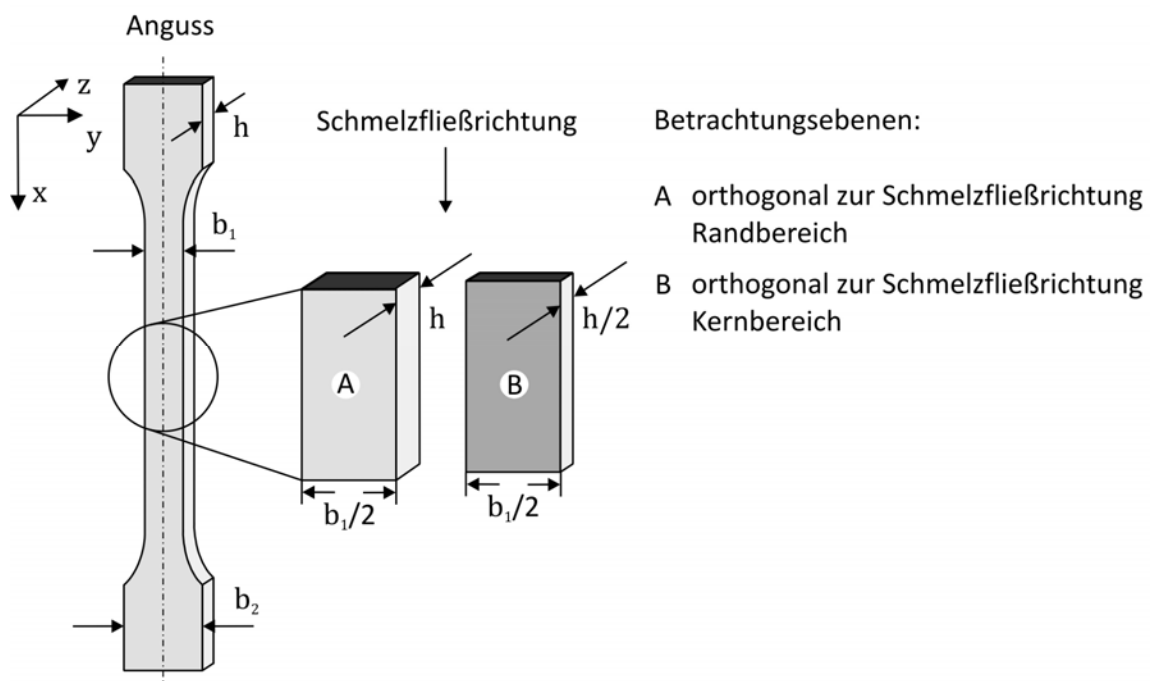 Anguss
z
y
x
h
b₁
b₂
Schmelzfließrichtung
h
h/2
A
B
b₁/2
b₁/2
Betrachtungsebenen:
A orthogonal zur Schmelzfließrichtung
Randbereich
B orthogonal zur Schmelzfließrichtung
Kernbereich